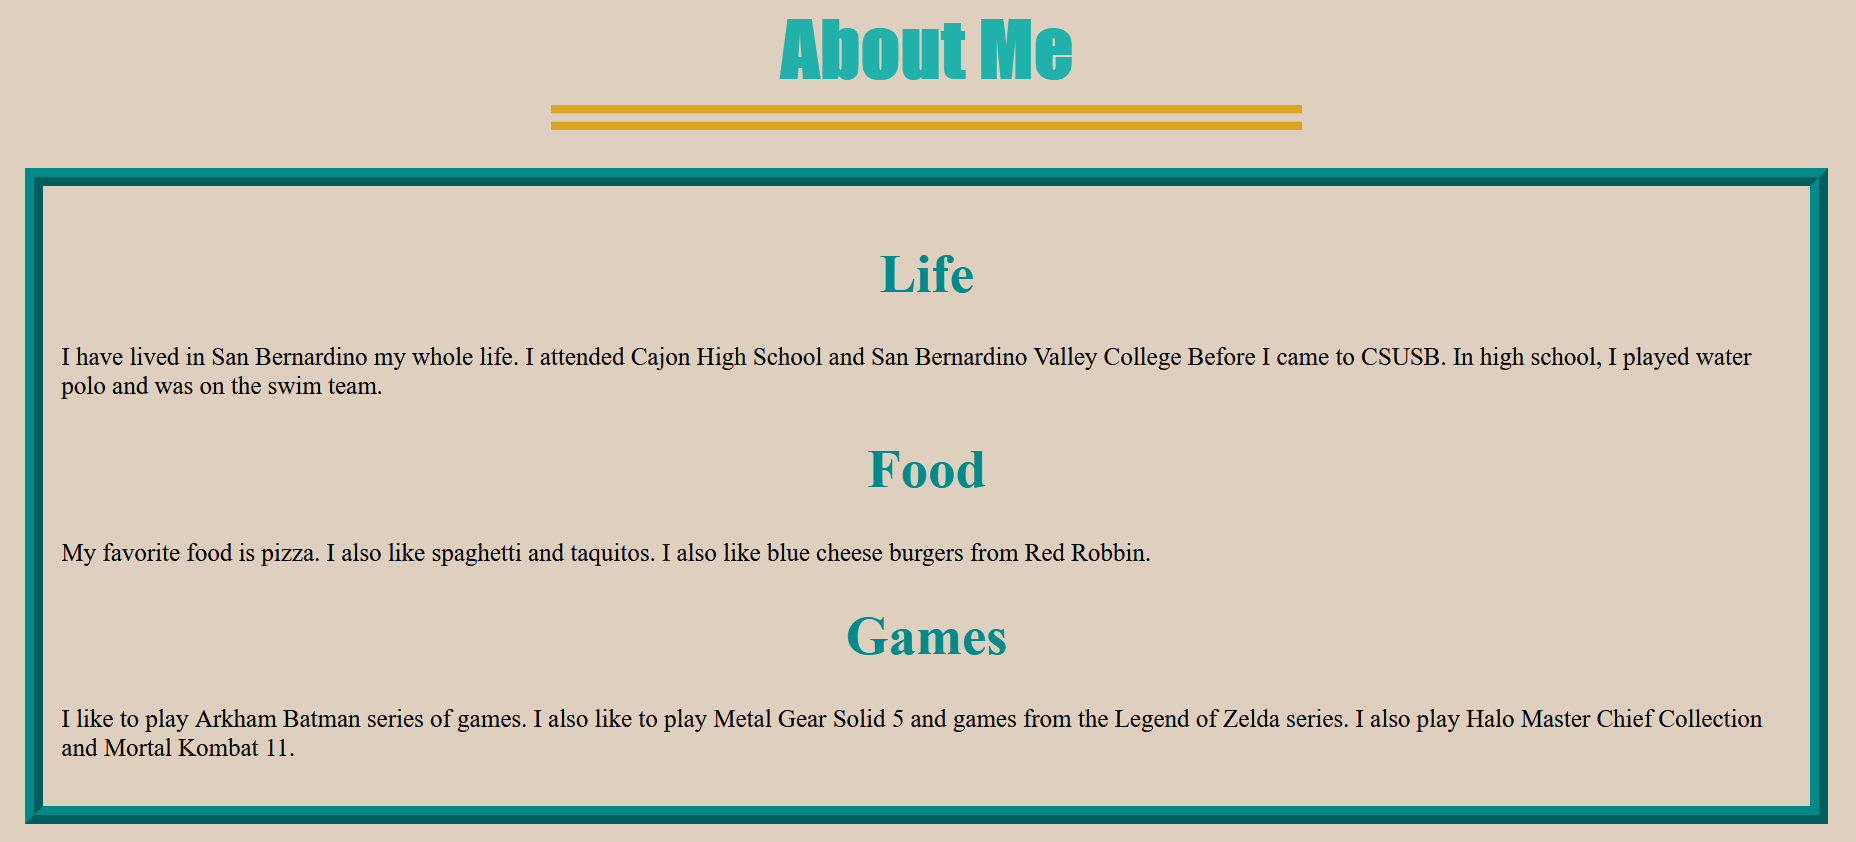 About Me
Life
I have lived in San Bernardino my whole life. I attended Cajon High School and San Bernardino Valley College Before I came to CSUSB. In high school, I played water
polo and was on the swim team.
Food
My favorite food is pizza. I also like spaghetti and taquitos. I also like blue cheese burgers from Red Robbin.
Games
I like to play Arkham Batman series of games. I also like to play Metal Gear Solid 5 and games from the Legend of Zelda series. I also play Halo Master Chief Collection
and Mortal Kombat 11.